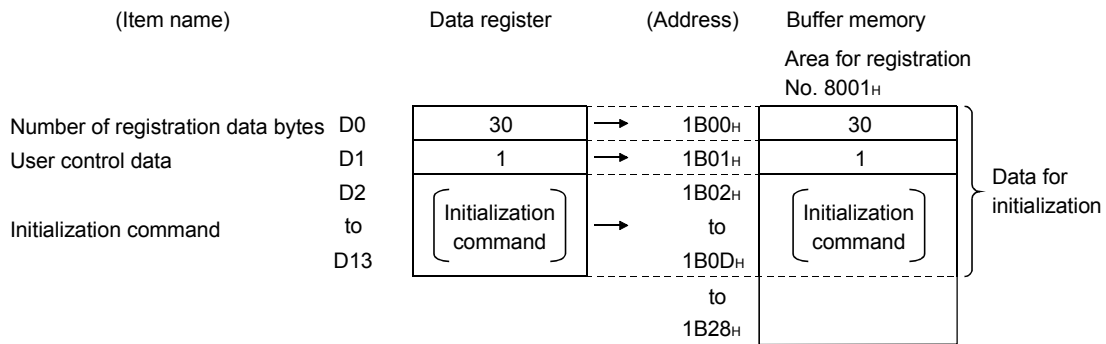 (Item name) Data register (Address) Buffer memory
Area for registration
No. 8001H
Number of registration data bytes D0 30 → 1B00H 30
User control data D1 1 → 1B01H 1
D2 1B02H
Initialization command to Initialization command → to Initialization command
D13 1B0DH
Data for initialization
to
1B28H